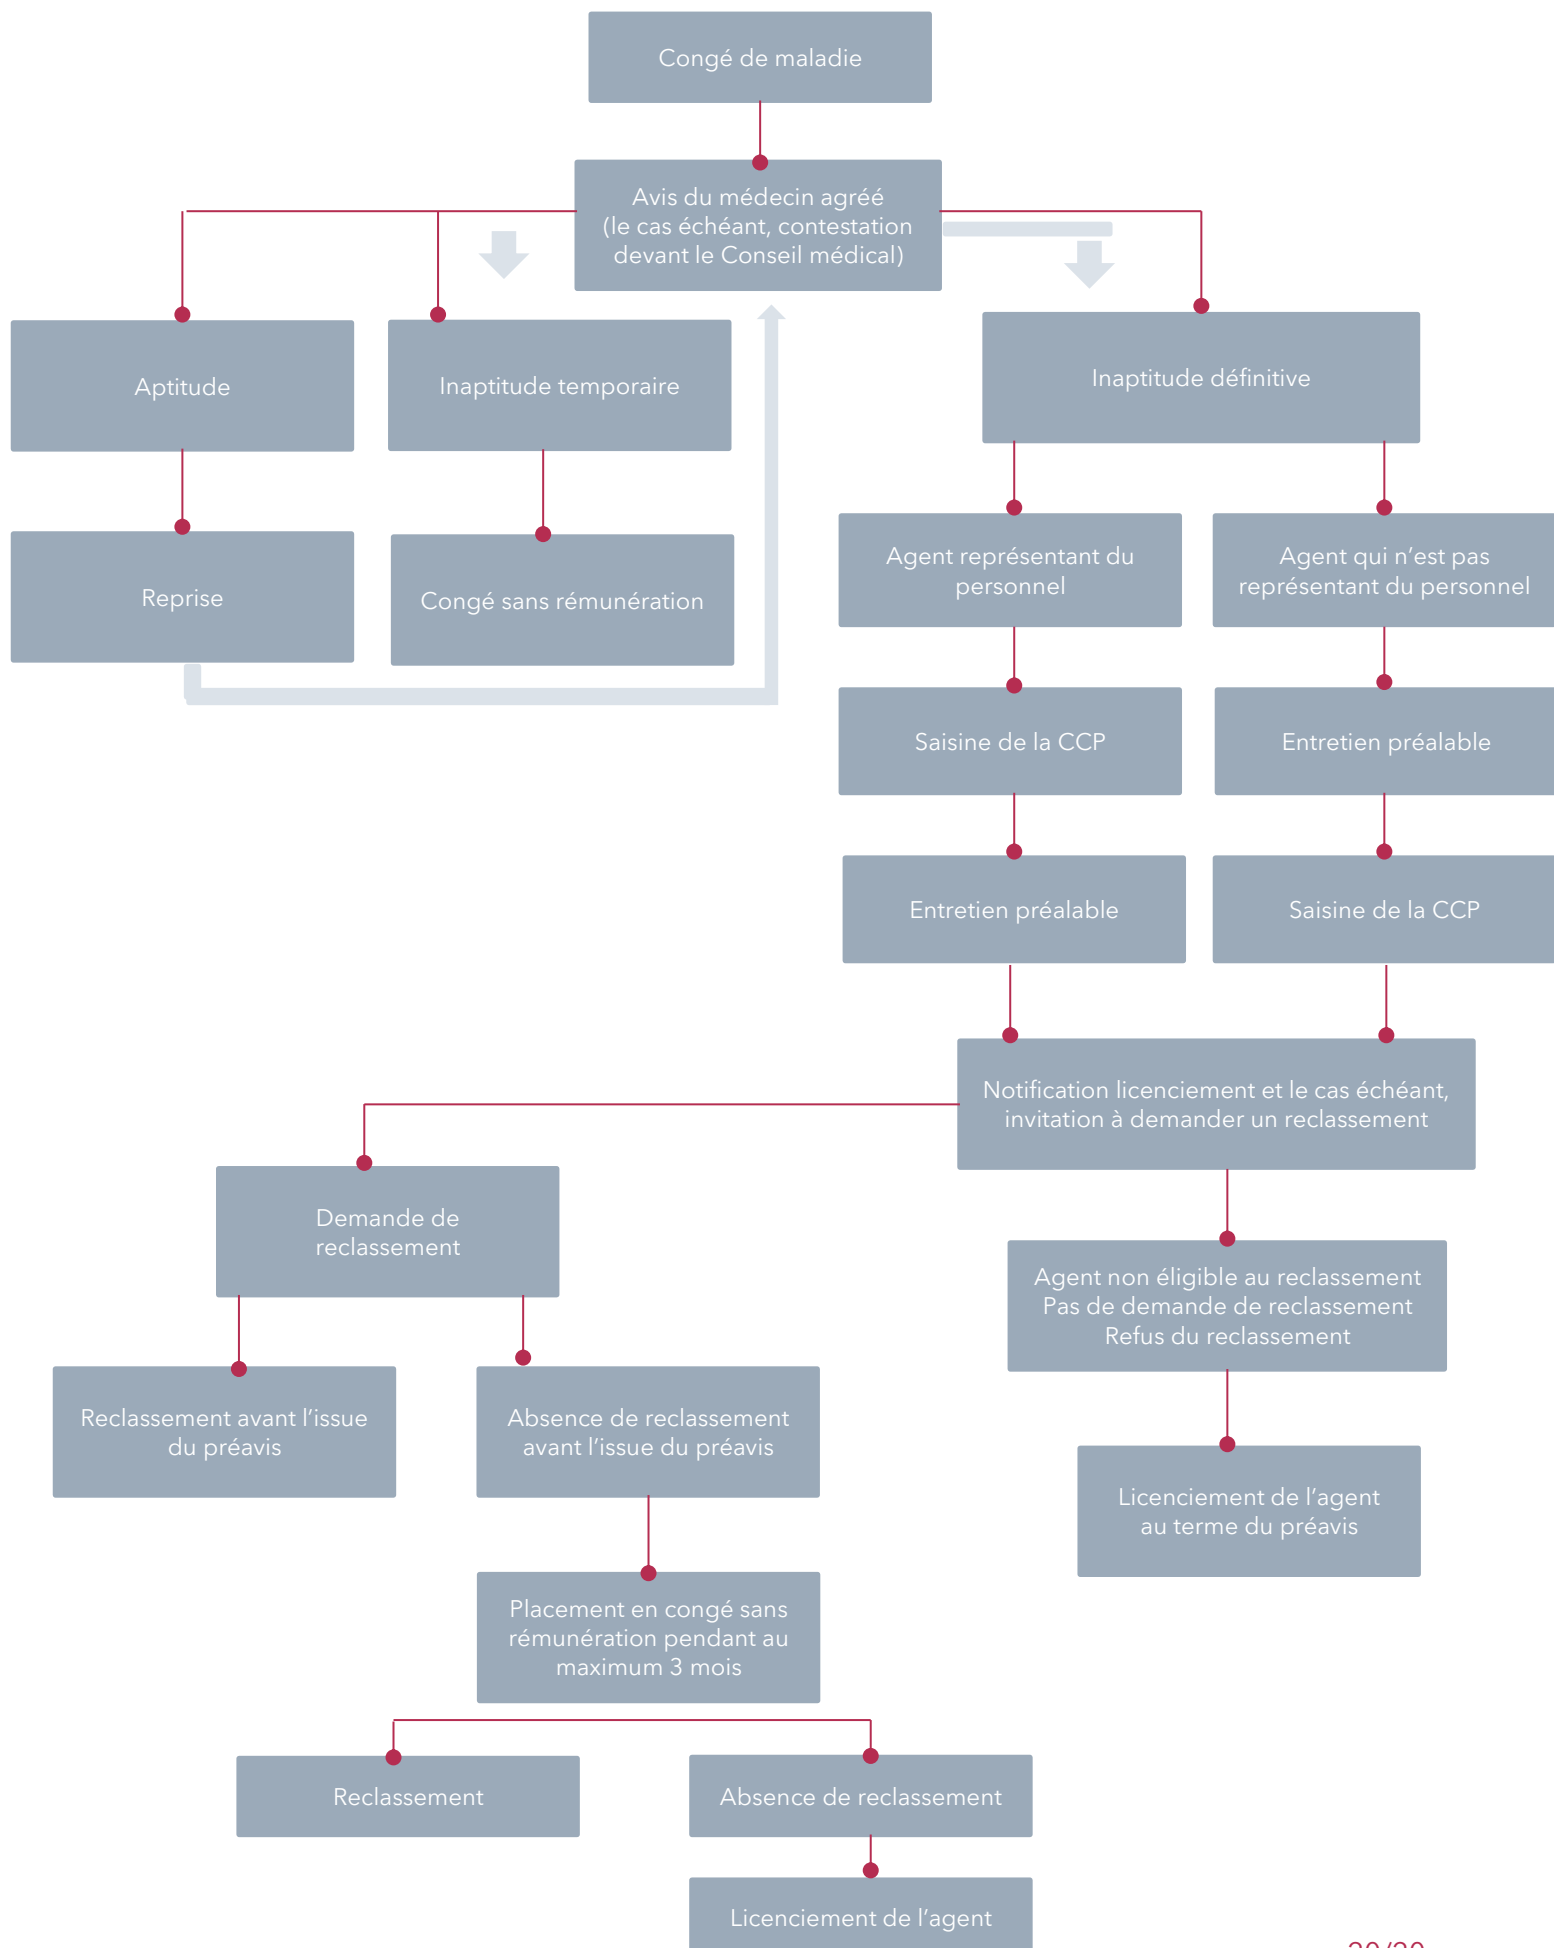 Congé de maladie
Avis du médecin agréé
(le cas échéant, contestation
devant le Conseil médical)
Aptitude
Inaptitude temporaire
Inaptitude définitive
Reprise
Congé sans rémunération
Agent représentant du
personnel
Agent qui n’est pas
représentant du personnel
Saisine de la CCP
Entretien préalable
Entretien préalable
Saisine de la CCP
Notification licenciement et le cas échéant,
invitation à demander un reclassement
Demande de
reclassement
Agent non éligible au reclassement
Pas de demande de reclassement
Refus du reclassement
Reclassement avant l’issue
du préavis
Absence de reclassement
avant l’issue du préavis
Licenciement de l’agent
au terme du préavis
Placement en congé sans
rémunération pendant au
maximum 3 mois
Reclassement
Absence de reclassement
Licenciement de l’agent